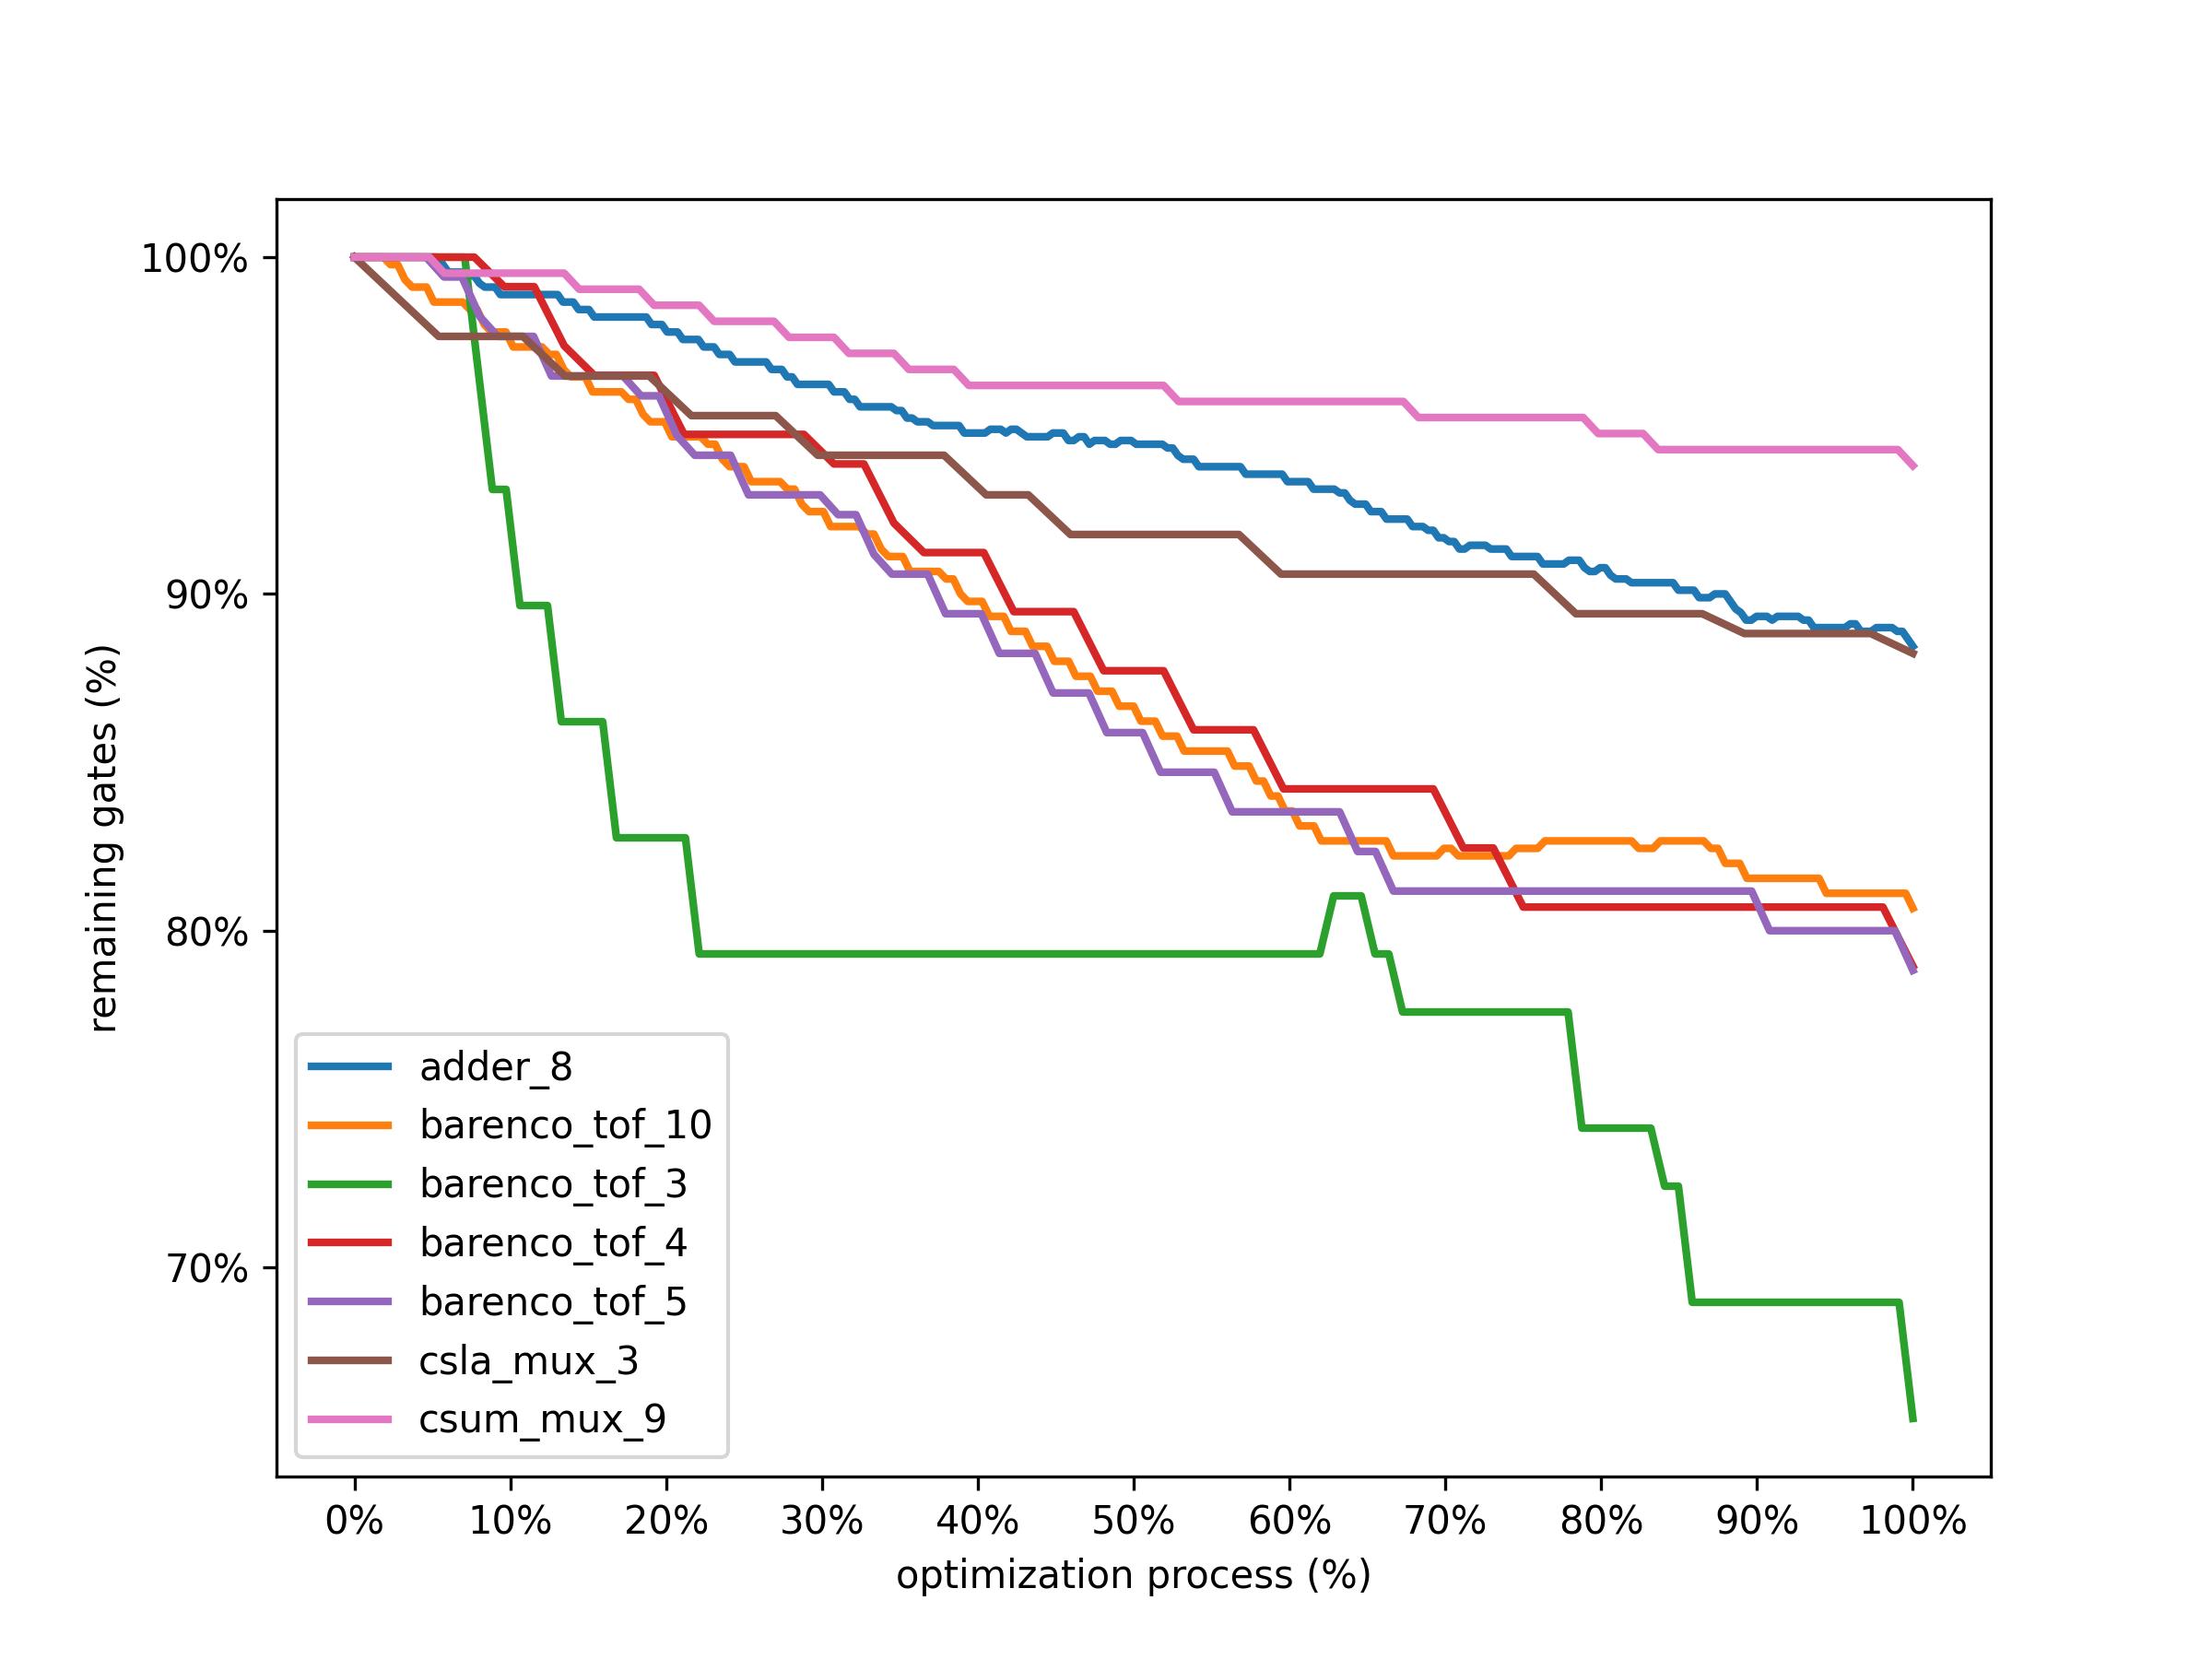 100%
90%
80%
70%
remaining gates (%)
adder_8
barenco_tof_10
barenco_tof_3
barenco_tof_4
barenco_tof_5
csla_mux_3
csum_mux_9
0% 10% 20% 30% 40% 50% 60% 70% 80% 90% 100%
optimization process (%)